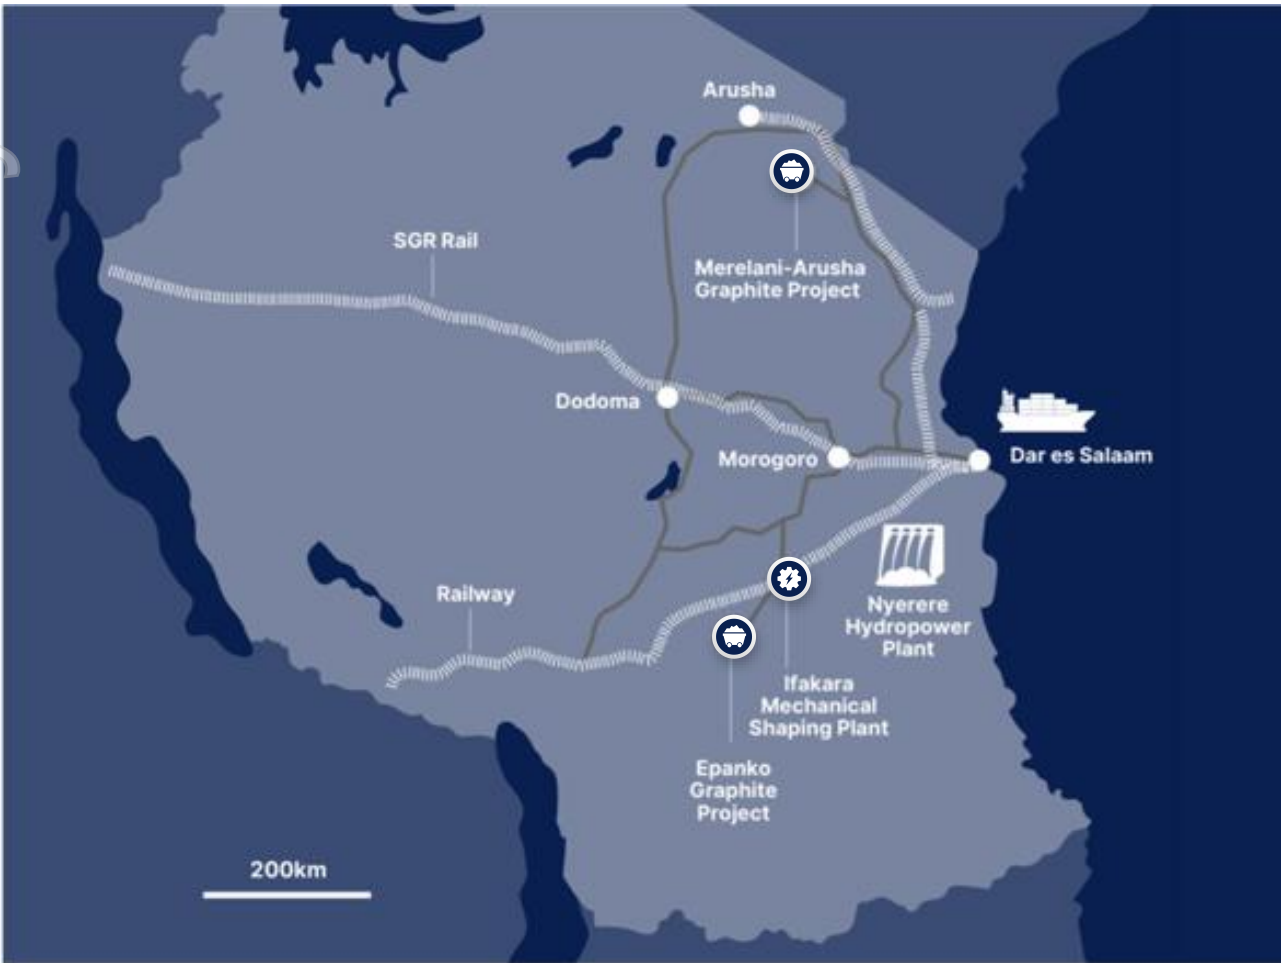 Arusha
SGR Rail
Merelani-Arusha
Graphite Project
Dodoma
Morogoro
Dar es Salaam
Railway
Nyerere
Hydropower
Plant
Ifakara
Mechanical
Shaping Plant
Epanko
Graphite
Project
200km